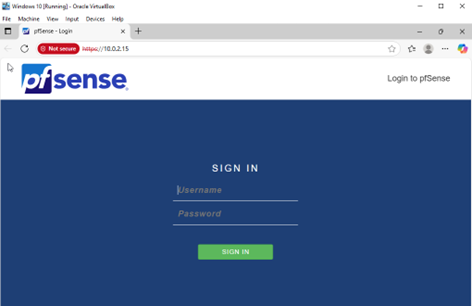 Windows 10 [Running] - Oracle VirtualBox
File Machine View Input Devices Help
pfSense - Login
Not secure https://10.0.2.15
pfsense
Login to pfSense
SIGN IN
Username
Password
SIGN IN